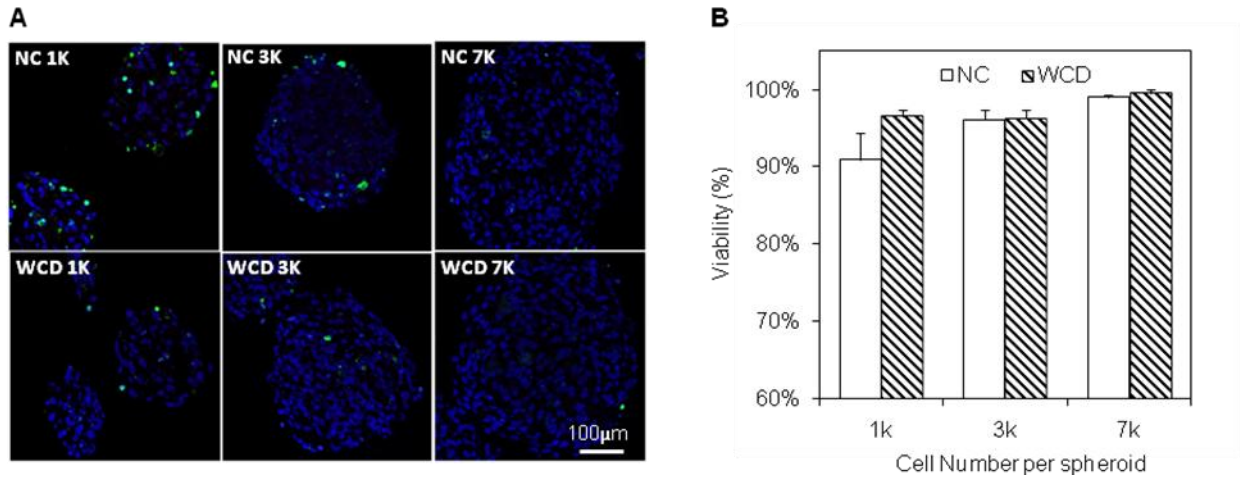 A
NC 1K
NC 3K
NC 7K
WCD 1K
WCD 3K
WCD 7K
100μm
B
NC
WCD
100%
90%
80%
70%
60%
Viability (%)
1k
3k
7k
Cell Number per spheroid